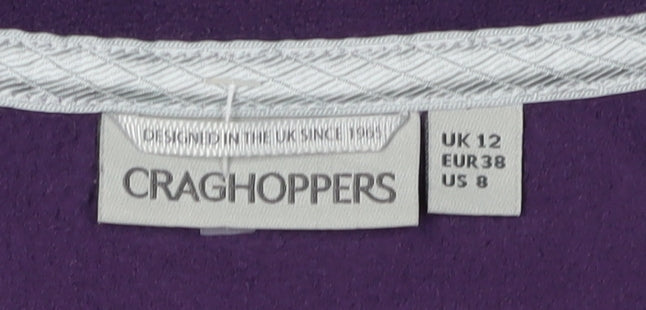 DESIGNED IN THE UK SINCE 1965
CRAGHOPPERS
UK 12
EUR 38
US 8